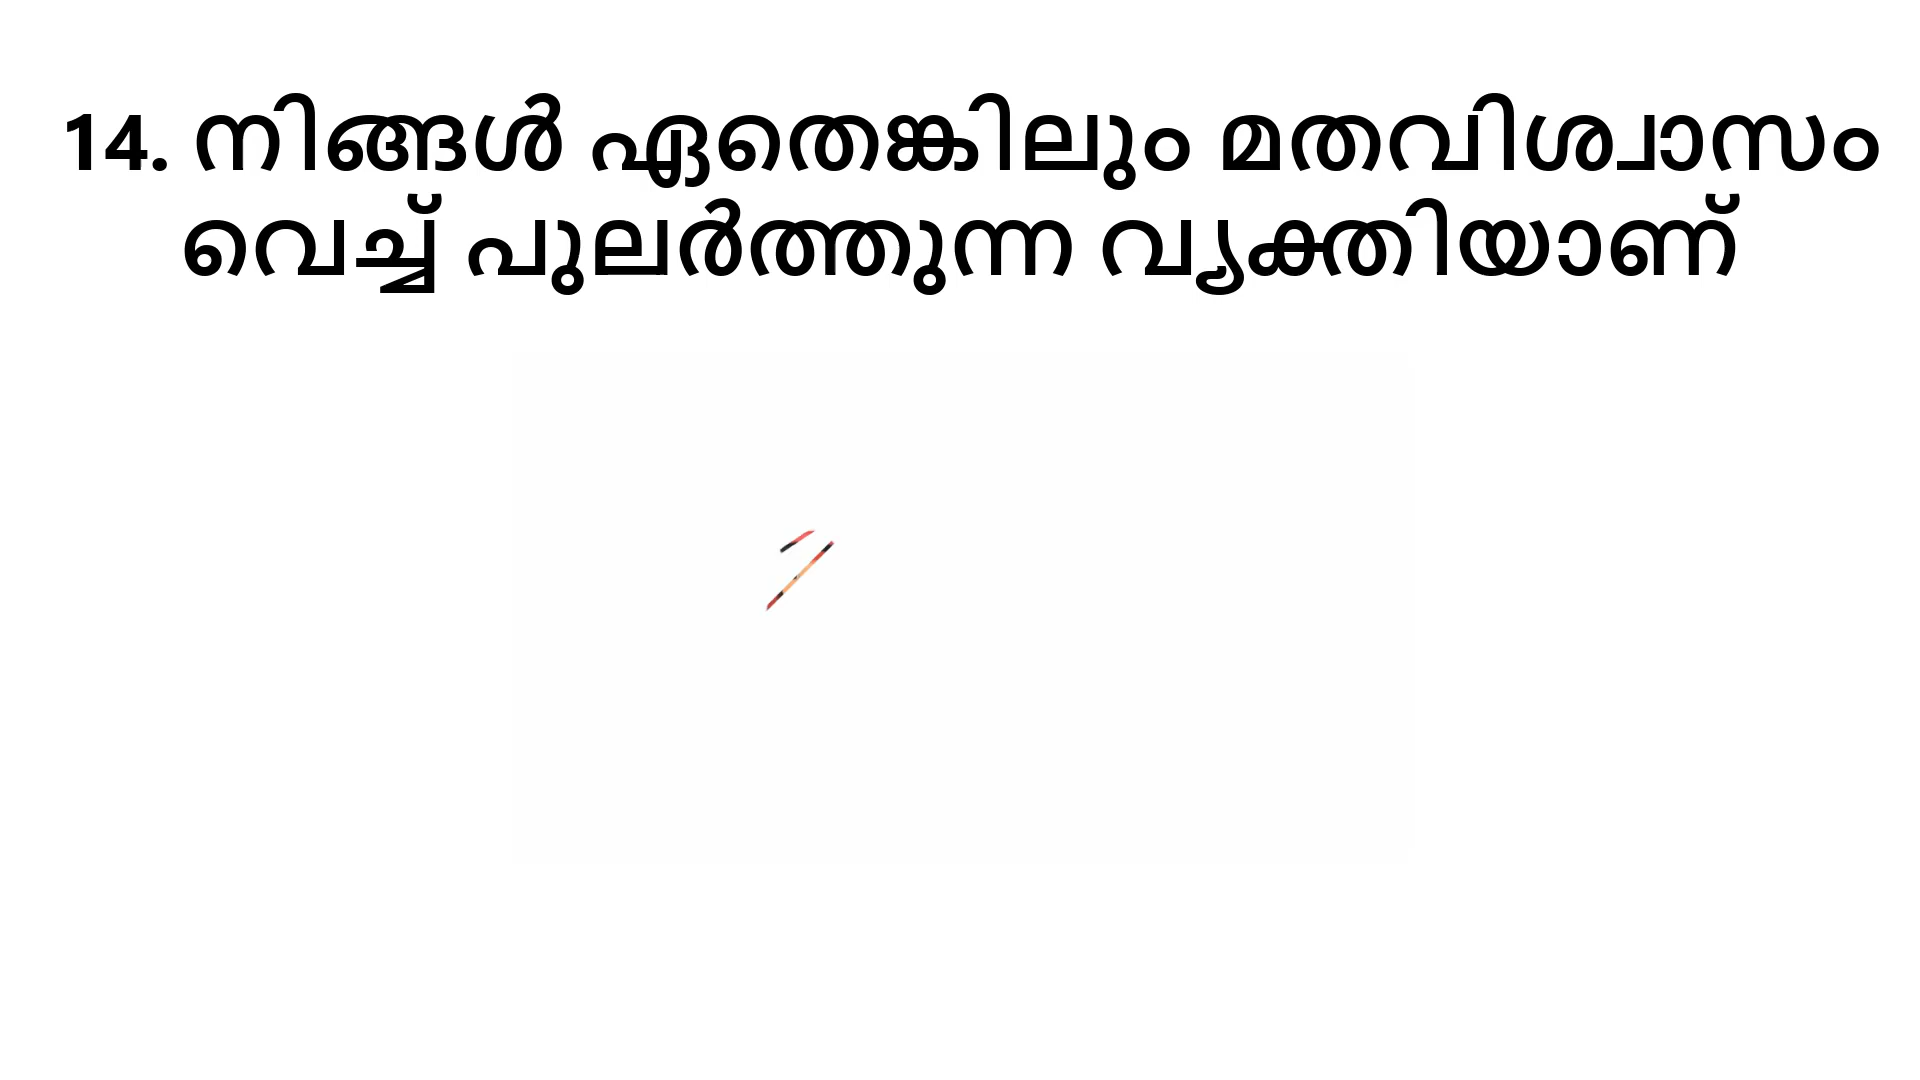 14. നിങ്ങൾ ഏതെങ്കിലും മതവിശ്വാസം
വെച്ച് പുലർത്തുന്ന വ്യക്തിയാണ്